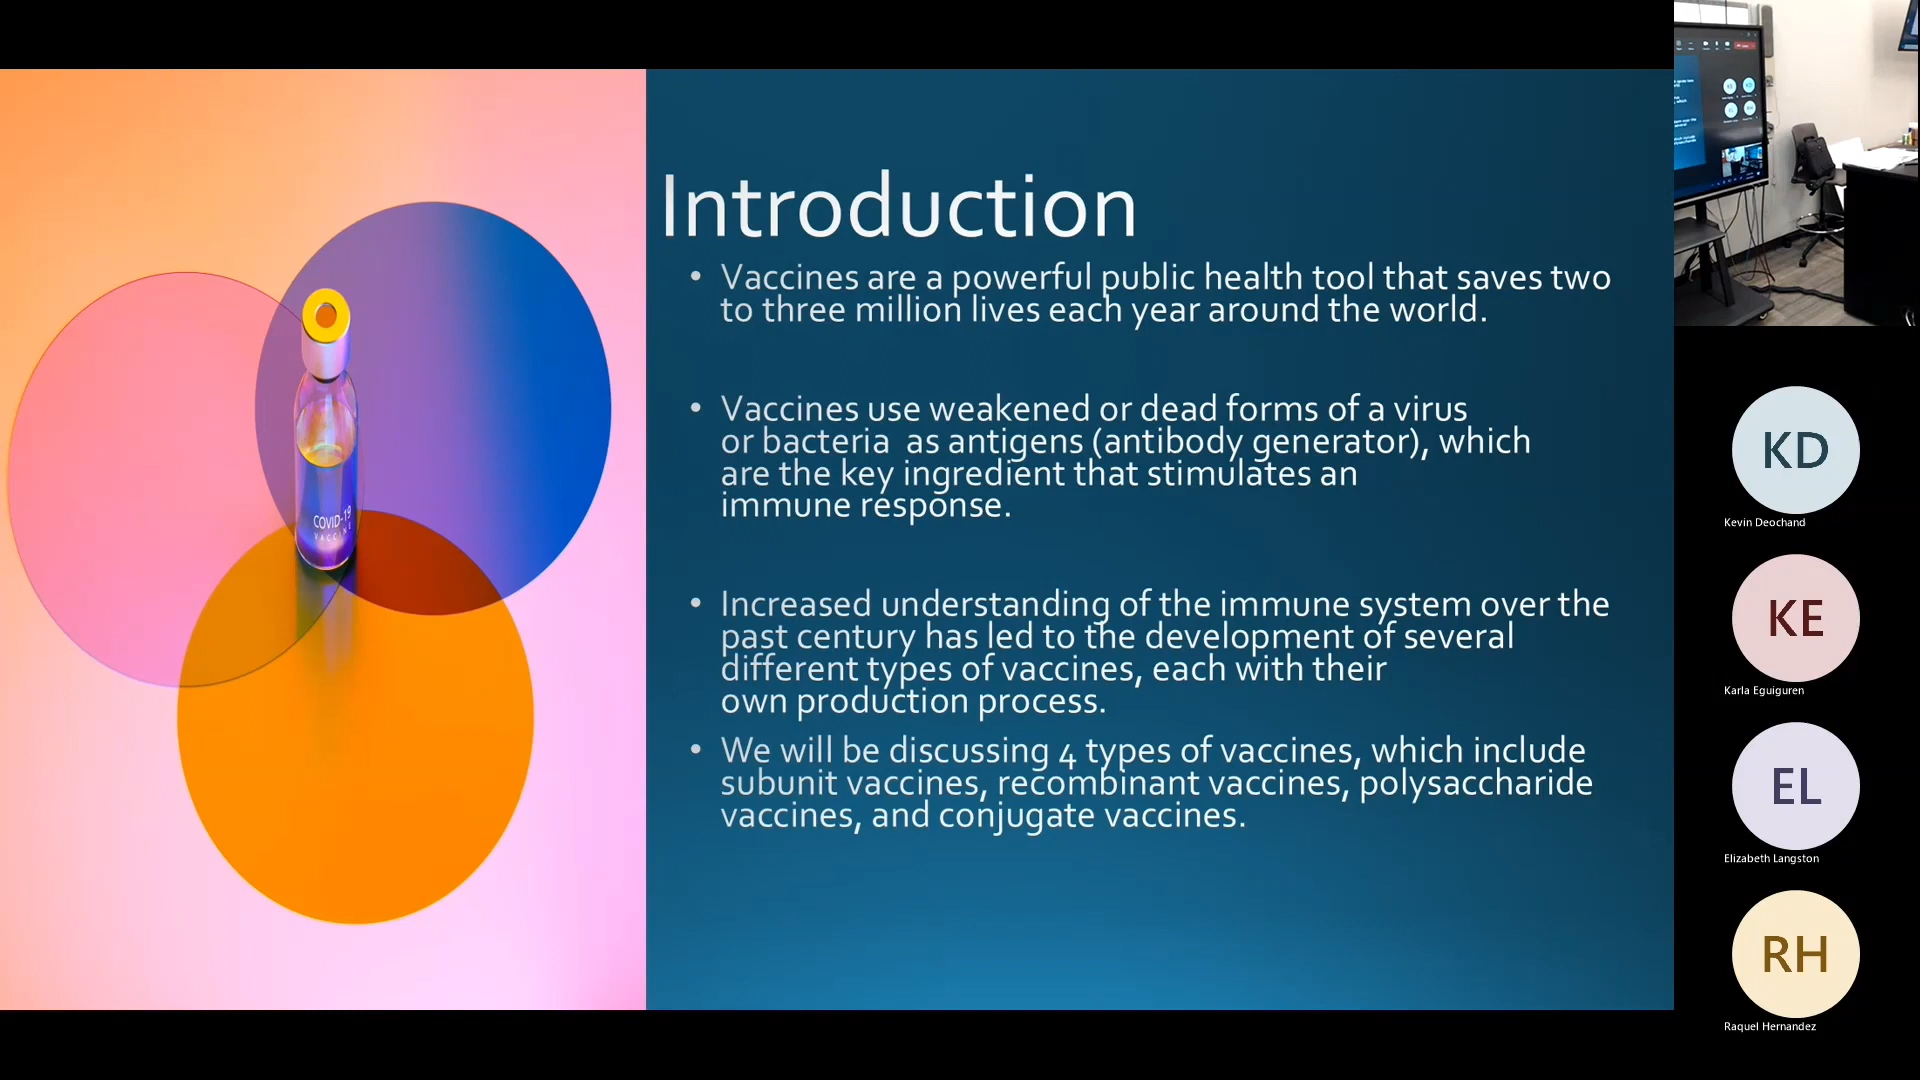 Introduction
• Vaccines are a powerful public health tool that saves two
to three million lives each year around the world.
• Vaccines use weakened or dead forms of a virus
or bacteria  as antigens (antibody generator), which
are the key ingredient that stimulates an
immune response.
• Increased understanding of the immune system over the
past century has led to the development of several
different types of vaccines, each with their
own production process.
• We will be discussing 4 types of vaccines, which include
subunit vaccines, recombinant vaccines, polysaccharide
vaccines, and conjugate vaccines.
COVID-19
VACCINE
KD
Kevin Deochand
KE
Karla Eguiguren
EL
Elizabeth Langston
RH
Raquel Hernandez